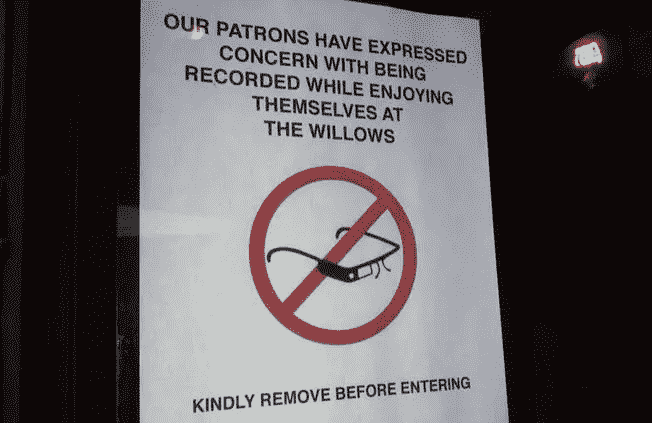 OUR PATRONS HAVE EXPRESSED
CONCERN WITH BEING
RECORDED WHILE ENJOYING
THEMSELVES AT
THE WILLOWS
KINDLY REMOVE BEFORE ENTERING